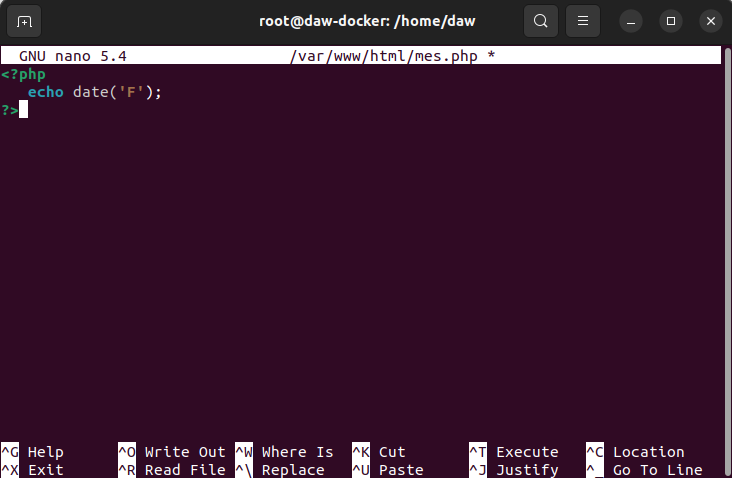 root@daw-docker: /home/daw
GNU nano 5.4 /var/www/html/mes.php *
<?php
echo date('F');
?>
^G Help ^O Write Out ^W Where Is ^K Cut ^T Execute ^C Location
^X Exit ^R Read File ^\ Replace ^U Paste ^J Justify ^_ Go To Line